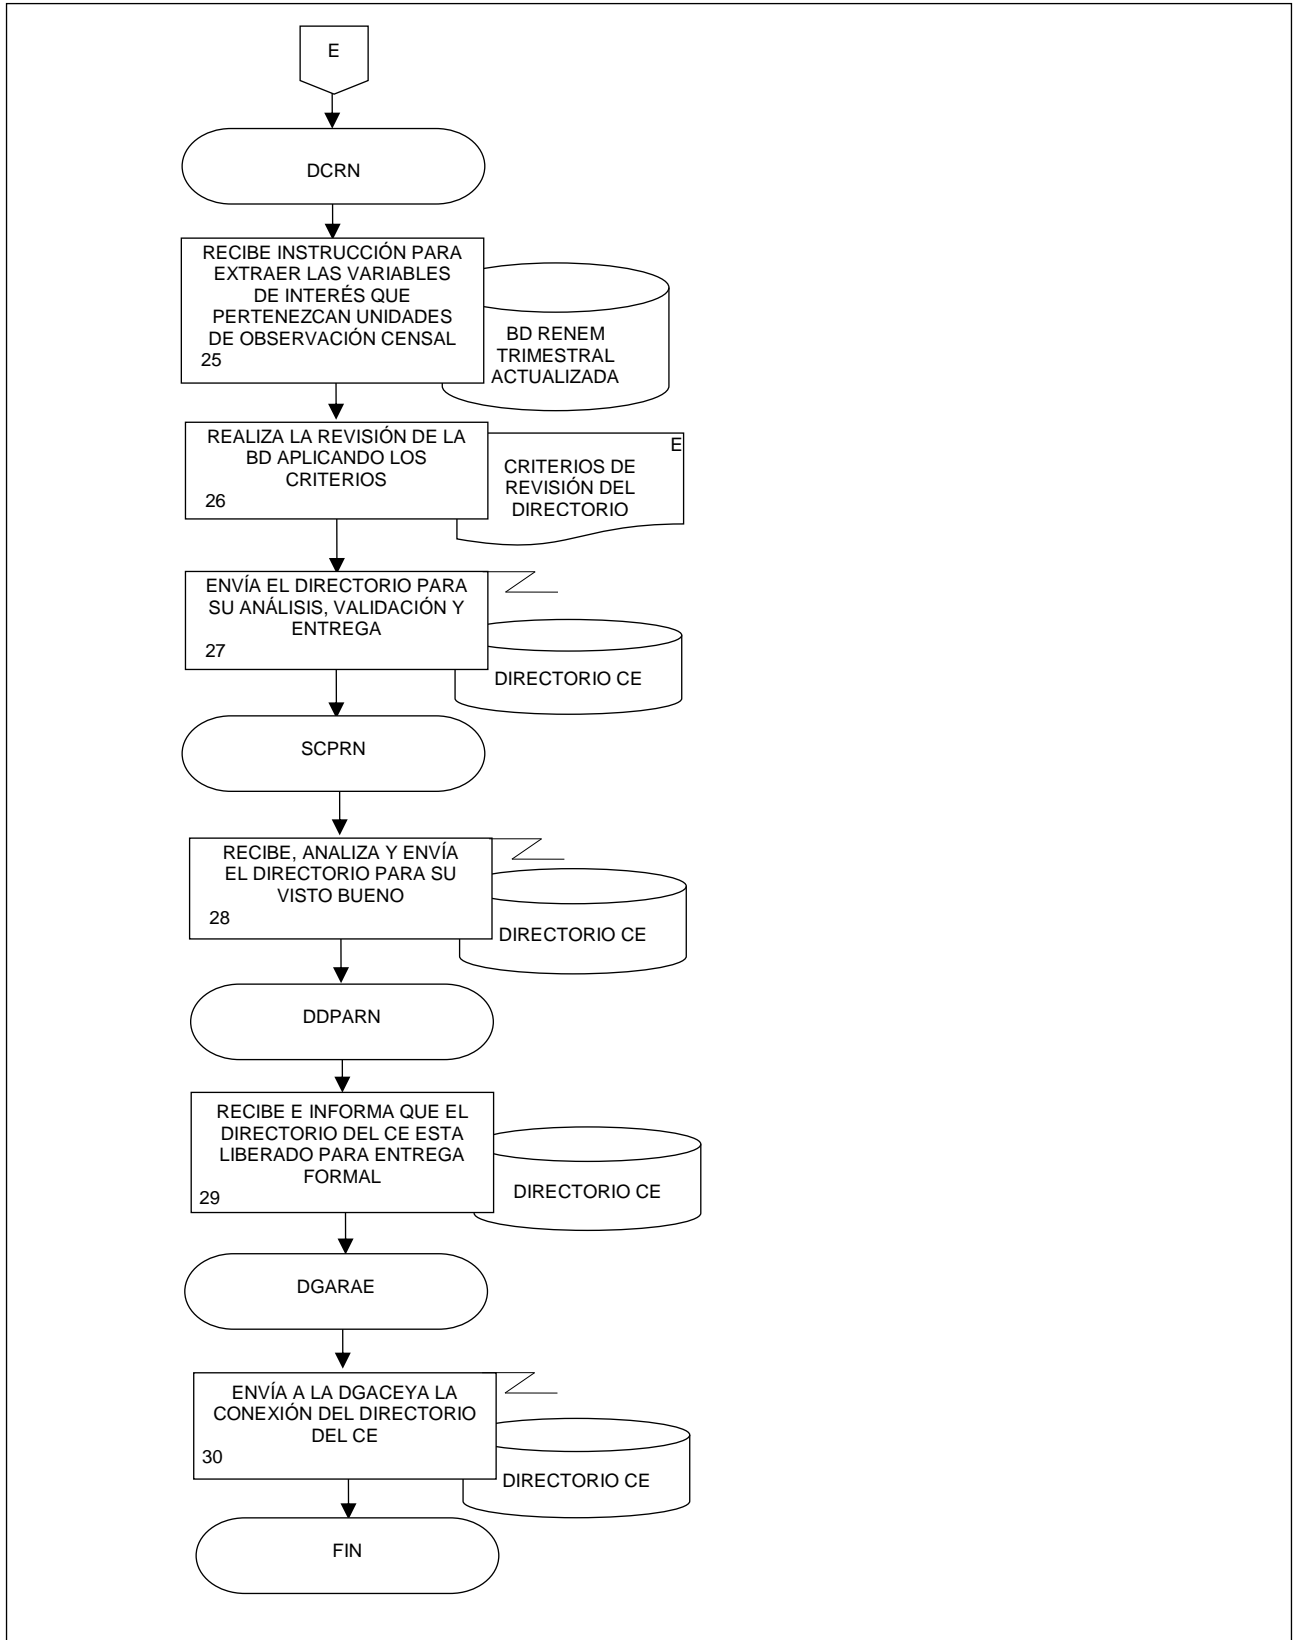 E
DCRN
RECIBE INSTRUCCIÓN PARA
EXTRAER LAS VARIABLES
DE INTERÉS QUE
PERTENEZCAN UNIDADES
DE OBSERVACIÓN CENSAL
25
BD RENEM
TRIMESTRAL
ACTUALIZADA
REALIZA LA REVISIÓN DE LA
BD APLICANDO LOS
CRITERIOS
26
E
CRITERIOS DE
REVISIÓN DEL
DIRECTORIO
ENVÍA EL DIRECTORIO PARA
SU ANÁLISIS, VALIDACIÓN Y
ENTREGA
27
DIRECTORIO CE
SCPRN
RECIBE, ANALIZA Y ENVÍA
EL DIRECTORIO PARA SU
VISTO BUENO
28
DIRECTORIO CE
DDPARN
RECIBE E INFORMA QUE EL
DIRECTORIO DEL CE ESTA
LIBERADO PARA ENTREGA
FORMAL
29
DIRECTORIO CE
DGARAE
ENVÍA A LA DGACEYA LA
CONEXIÓN DEL DIRECTORIO
DEL CE
30
DIRECTORIO CE
FIN